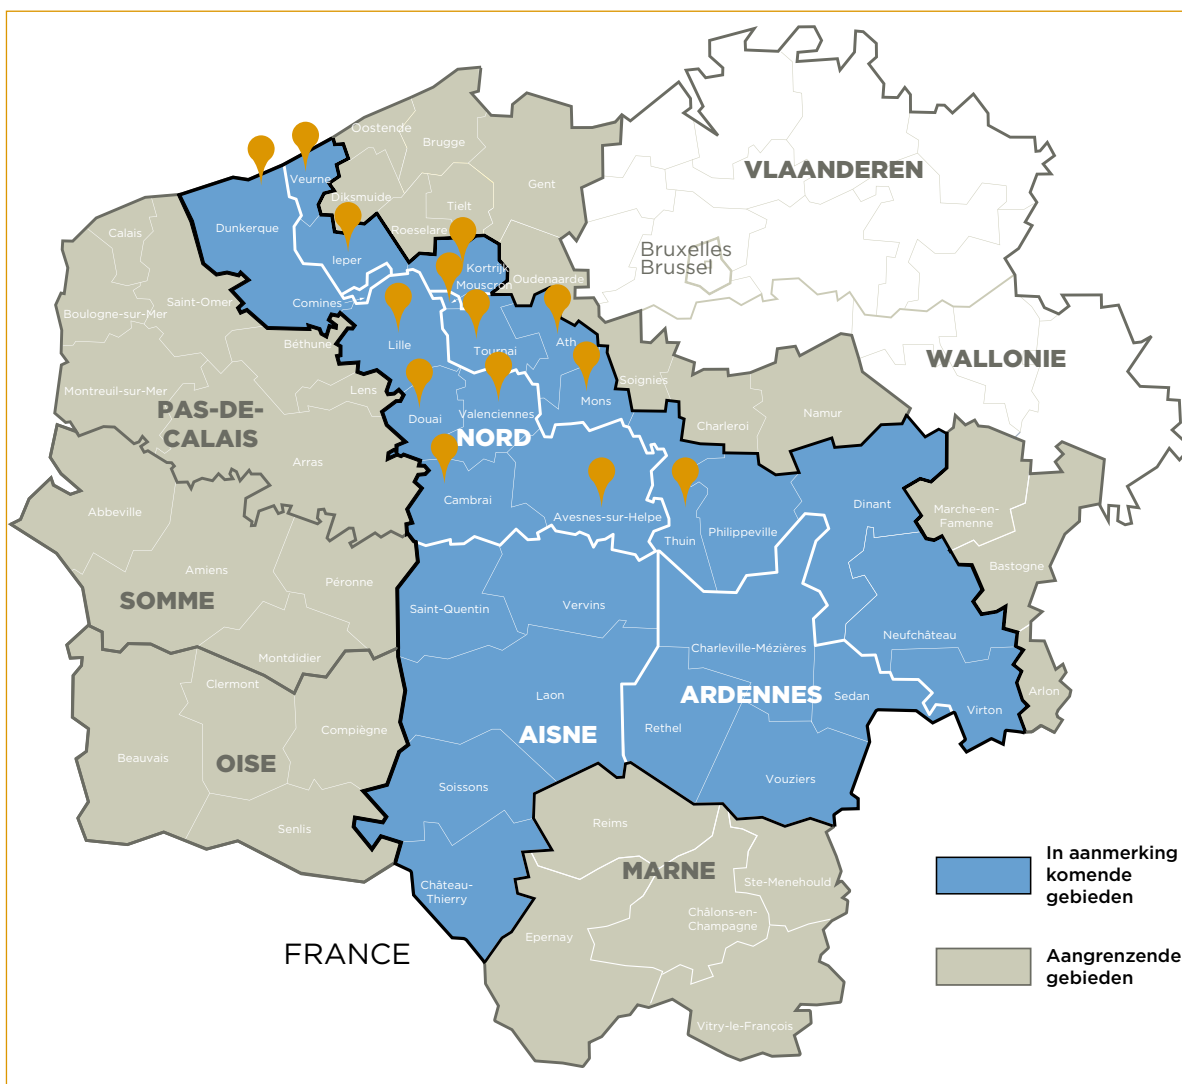 Oostende
Brugge
VLAANDEREN
Veurne
Gent
Diksmuide
Tielt
Dunkerque
Roeselare
Calais
Bruxelles
Brussel
Ieper
Kortrijk
Oudenaarde
Mouscron
Saint-Omer
Comines
Boulogne-sur-Mer
Béthune
Lille
Tournai
Ath
WALLONIE
Soignies
Montreuil-sur-Mer
Lens
Mons
Namur
PAS-DE-
CALAIS
Douai
Valenciennes
Charleroi
NORD
Arras
Cambrai
Dinant
Abbeville
Marche-en-
Famenne
Avesnes-sur-Helpe
Philippeville
Thuin
Amiens
Péronne
Bastogne
SOMME
Saint-Quentin
Vervins
Neufchâteau
Charleville-Mézières
Montdidier
Clermont
Laon
ARDENNES
Sedan
Arlon
Virton
Compiègne
Rethel
AISNE
Beauvais
OISE
Vouziers
Soissons
Senlis
Reims
MARNE
In aanmerking
komende
gebieden
Château-
Thierry
Ste-Menehould
Châlons-en-
Champagne
Epernay
FRANCE
Aangrenzende
gebieden
Vitry-le-François